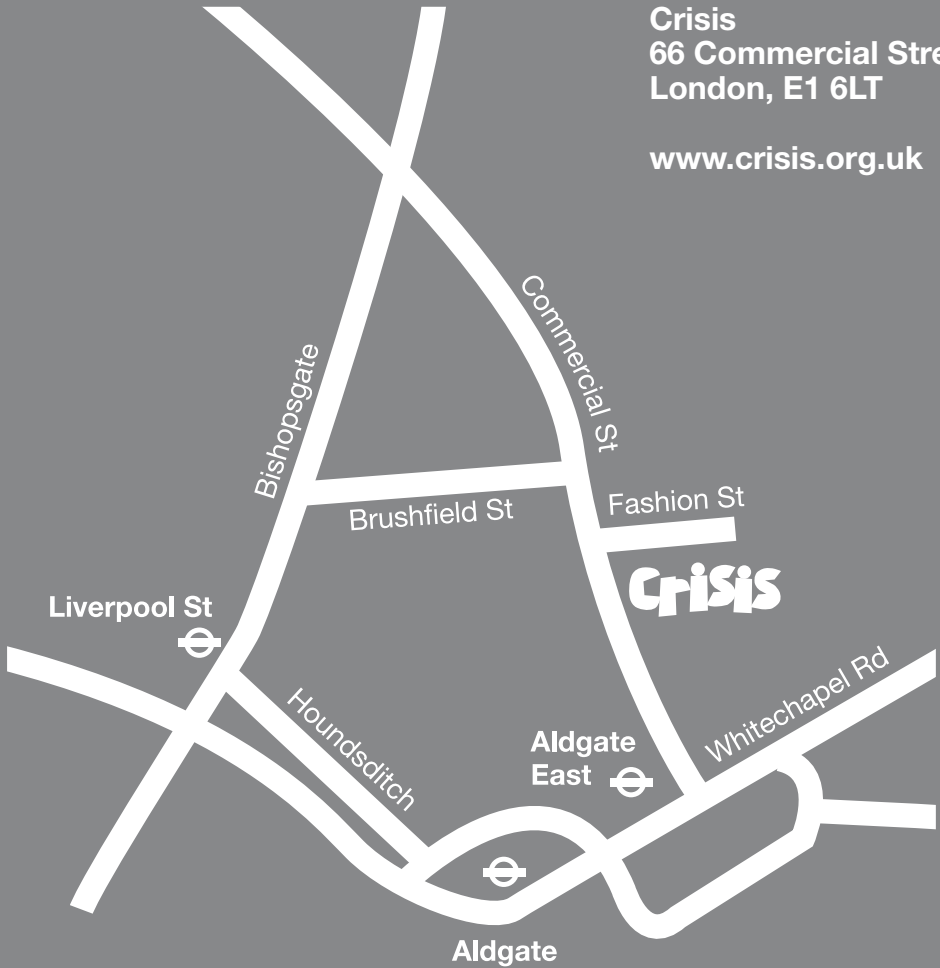 Crisis
66 Commercial Stre
London, E1 6LT
www.crisis.org.uk
Commercial St
Bishopsgate
Fashion St
Brushfield St
Crisis
Liverpool St
Whitechapel Rd
Houndsditch
Aldgate
East
Aldgate